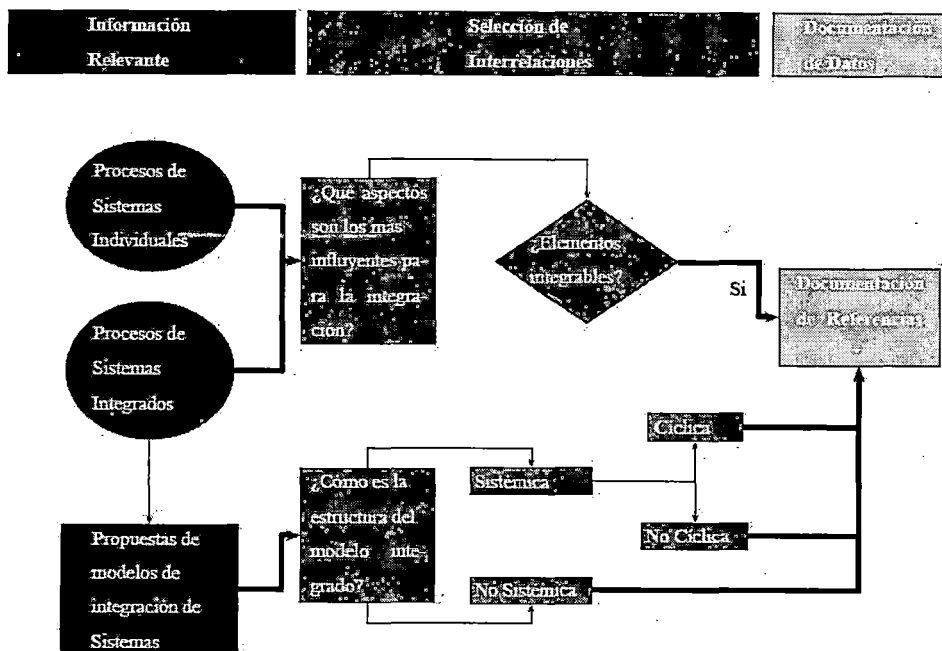 Información
Relevante
Selección de
Interrelaciones
Documentación
de Datos
Procesos de
Sistemas
Individuales
¿Qué aspectos
son los más
influyentes pa-
ra la integra-
ción?
¿Elementos
integrables?
Si
Documentación
de Referencias
Procesos de
Sistemas
Integrados
Propuestas de
modelos de
integración de
Sistemas
¿Cómo es la
estructura del
modelo inte-
grado?
Sistémica
Cíclica
No Cíclica
No Sistémica